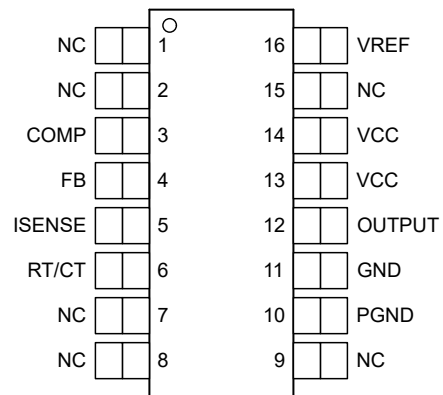 NC 1 16 VREF
NC 2 15 NC
COMP 3 14 VCC
FB 4 13 VCC
ISENSE 5 12 OUTPUT
RT/CT 6 11 GND
NC 7 10 PGND
NC 8 9 NC